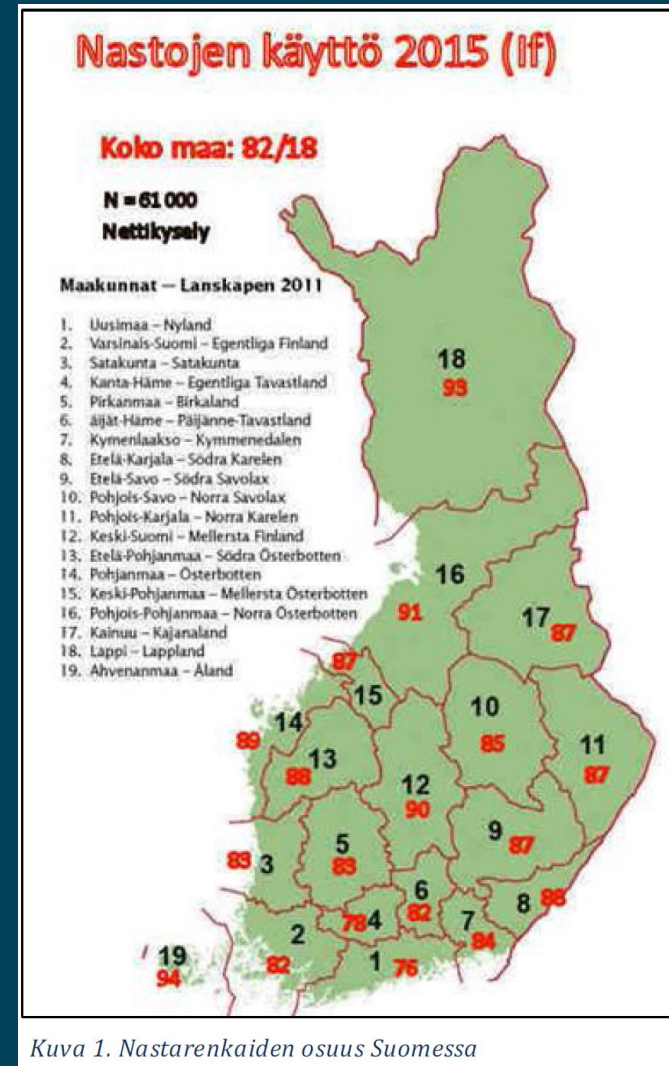 Nastojen käyttö 2015 (If)
Koko maa: 82/18
N = 61 000
Nettikysely
Maakunnat – Lanskapen 2011
1. Uusimaa – Nyland
2. Varsinais-Suomi – Egentliga Finland
3. Satakunta – Satakunta
4. Kanta-Häme – Egentliga Tavastland
5. Pirkanmaa – Birkaland
6. äijät-Häme – Päijänne-Tavastland
7. Kymenlaakso – Kymmenedalen
8. Etelä-Karjala – Södra Karelen
9. Etelä-Savo – Södra Savolax
10. Pohjois-Savo – Norra Savolax
11. Pohjois-Karjala – Norra Karelen
12. Keski-Suomi – Mellersta Finland
13. Etelä-Pohjanmaa – Södra Österbotten
14. Pohjanmaa – Österbotten
15. Keski-Pohjanmaa – Mellersta Österbotten
16. Pohjois-Pohjanmaa – Norra Österbotten
17. Kainuu – Kajanaland
18. Lappi – Lappland
19. Ahvenanmaa – Åland
18
93
16
91
17
87
87
15
14
89
13
88
10
85
11
87
12
90
9
87
5
83
83
3
6
82
8
88
78 4
7
84
2
82
1
76
19
94
Kuva 1. Nastarenkaiden osuus Suomessa